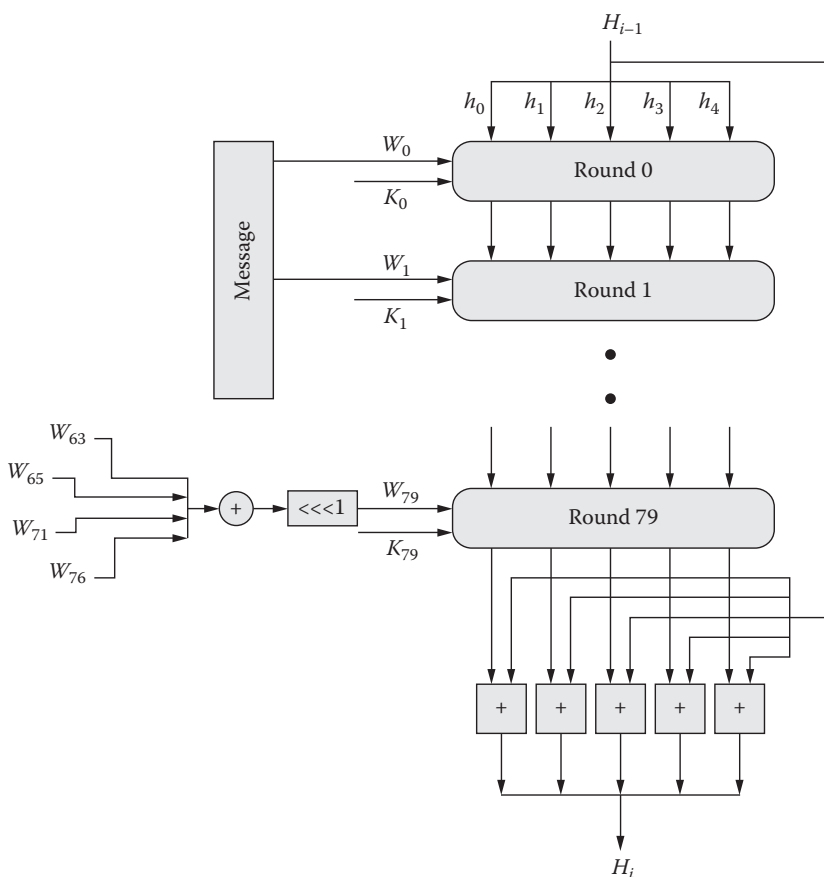 H_{i−1}
h_0 h_1 h_2 h_3 h_4
W_0
Round 0
K_0
Message
W_1
Round 1
K_1
W_63
W_65
W_71
W_76
+
<<<1
W_79
K_79
Round 79
+ + + + +
H_i